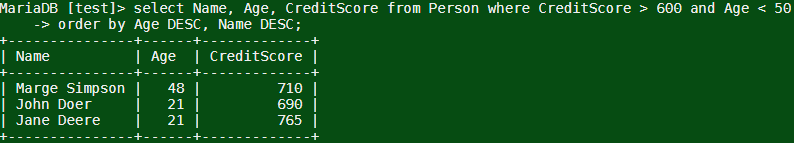 MariaDB [test]> select Name, Age, CreditScore from Person where CreditScore > 600 and Age < 50
    -> order by Age DESC, Name DESC;
+---------------+------+-------------+
| Name          | Age  | CreditScore |
+---------------+------+-------------+
| Marge Simpson |   48 |         710 |
| John Doer     |   21 |         690 |
| Jane Deere    |   21 |         765 |
+---------------+------+-------------+